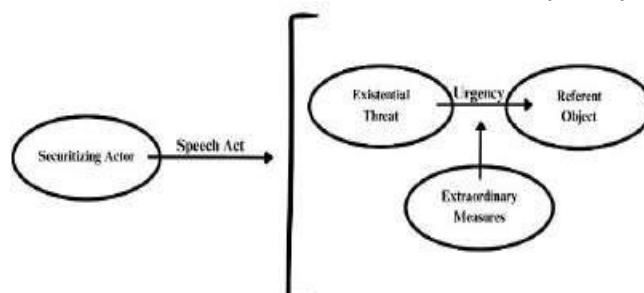 Securitizing Actor
Speech Act
Existential
Threat
Urgency
Referent
Object
Extraordinary
Measures